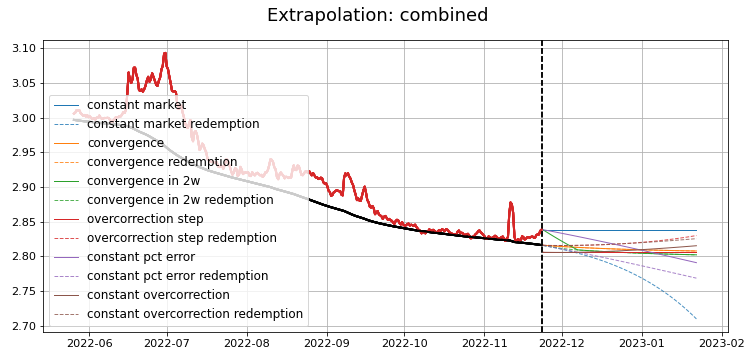 Extrapolation: combined
3.10
3.05
3.00
2.95
2.90
2.85
2.80
2.75
2.70
constant market
constant market redemption
convergence
convergence redemption
convergence in 2w
convergence in 2w redemption
overcorrection step
overcorrection step redemption
constant pct error
constant pct error redemption
constant overcorrection
constant overcorrection redemption
2022-06 2022-07 2022-08 2022-09 2022-10 2022-11 2022-12 2023-01 2023-02